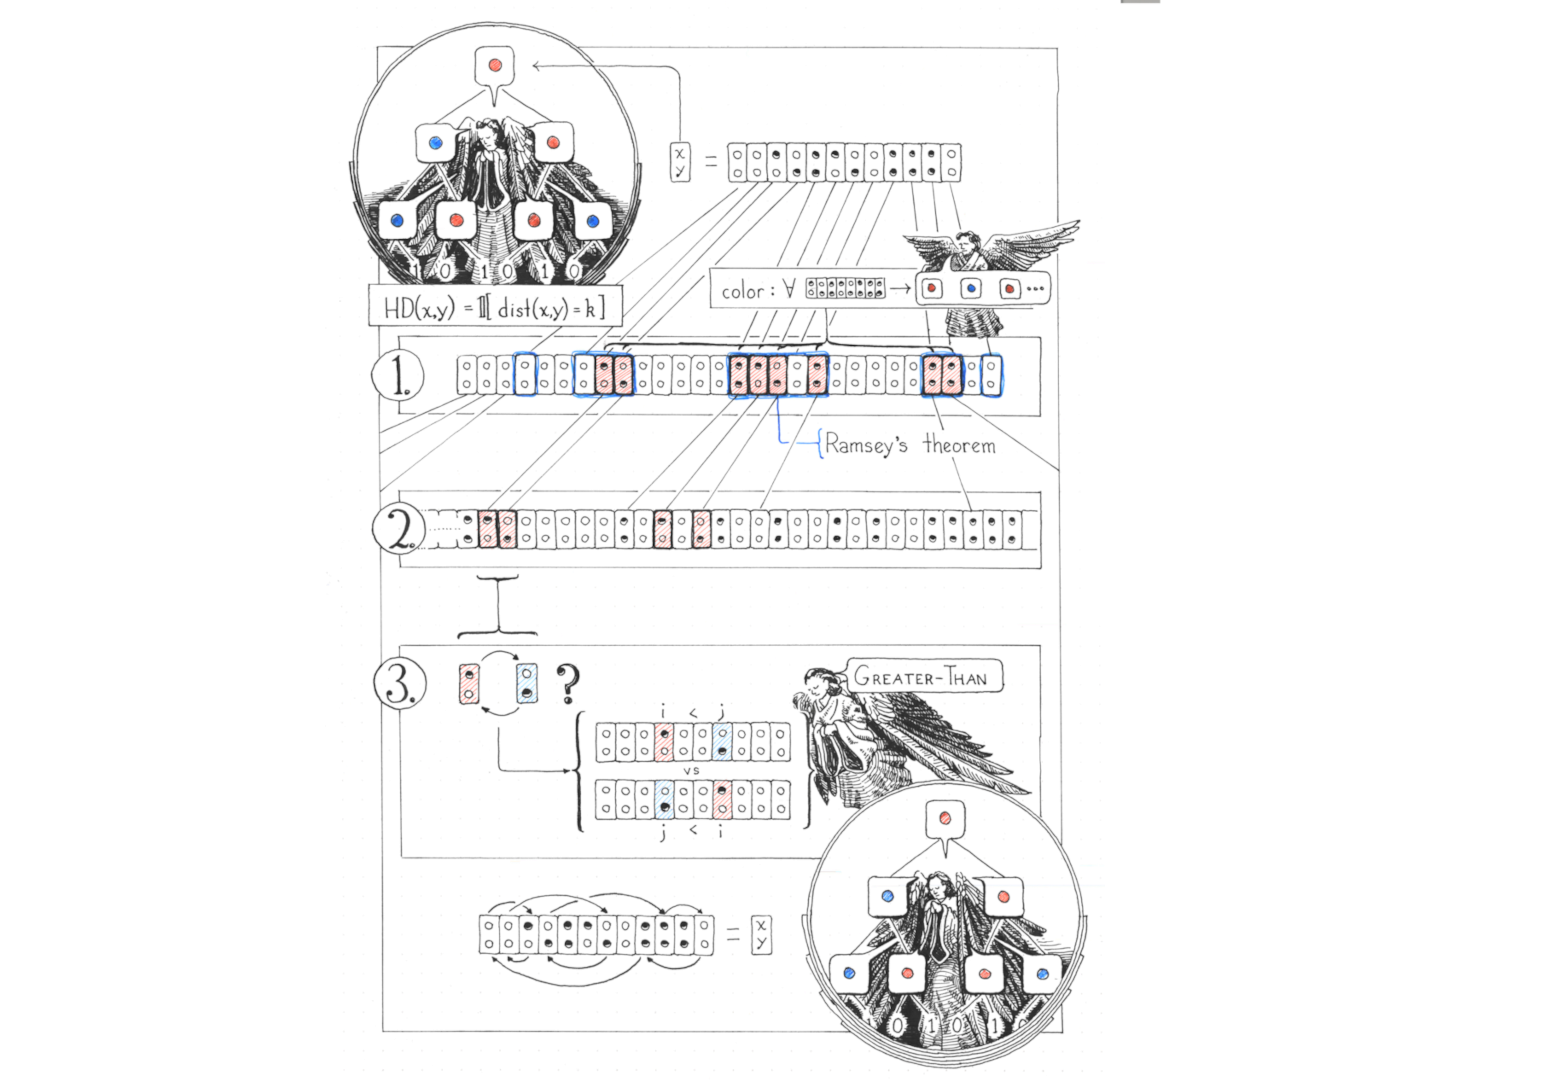 x
y
=
HD(x,y) = 𝟙[ dist(x,y) = k ]
color : ∀ →
1 0 1 0 1 0
1.
Ramsey's theorem
2.
3.
?
GREATER-THAN
i < j
vs
j < i
= x
y
1 0 1 0 1